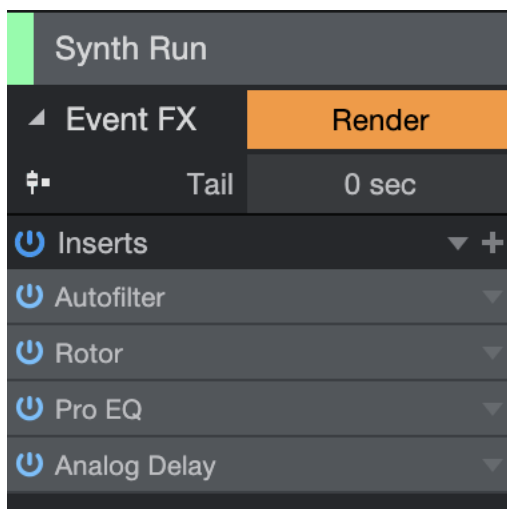 Synth Run
Event FX Render
Tail 0 sec
Inserts
Autofilter
Rotor
Pro EQ
Analog Delay